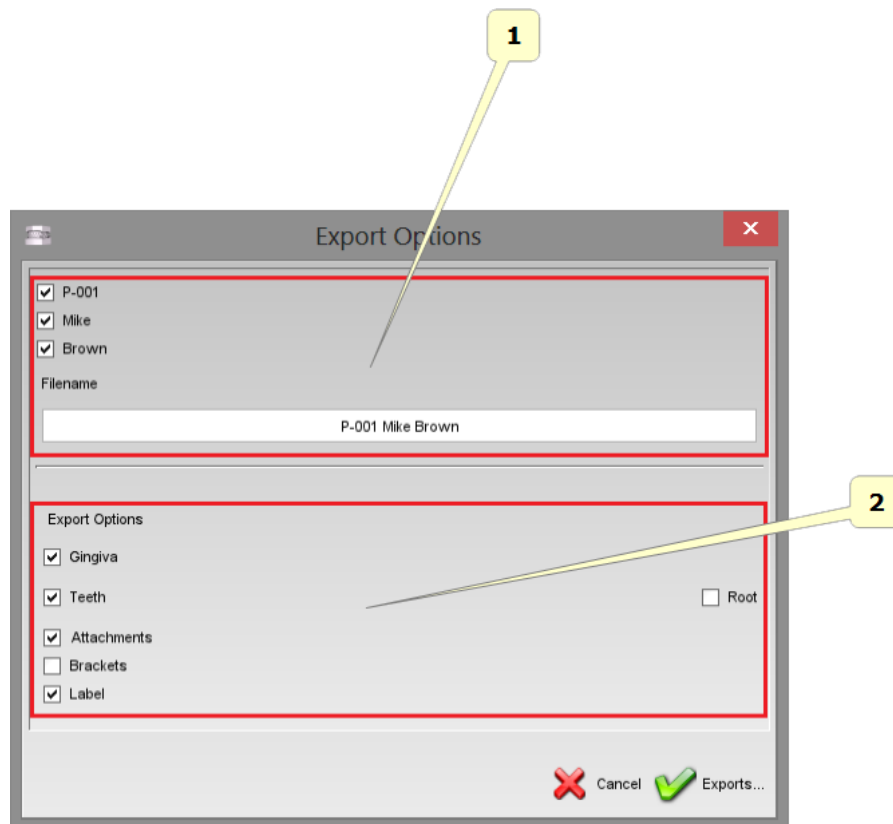 1
Export Options
P-001
Mike
Brown
Filename
P-001 Mike Brown
2
Export Options
Gingiva
Teeth Root
Attachments
Brackets
Label
Cancel Exports...